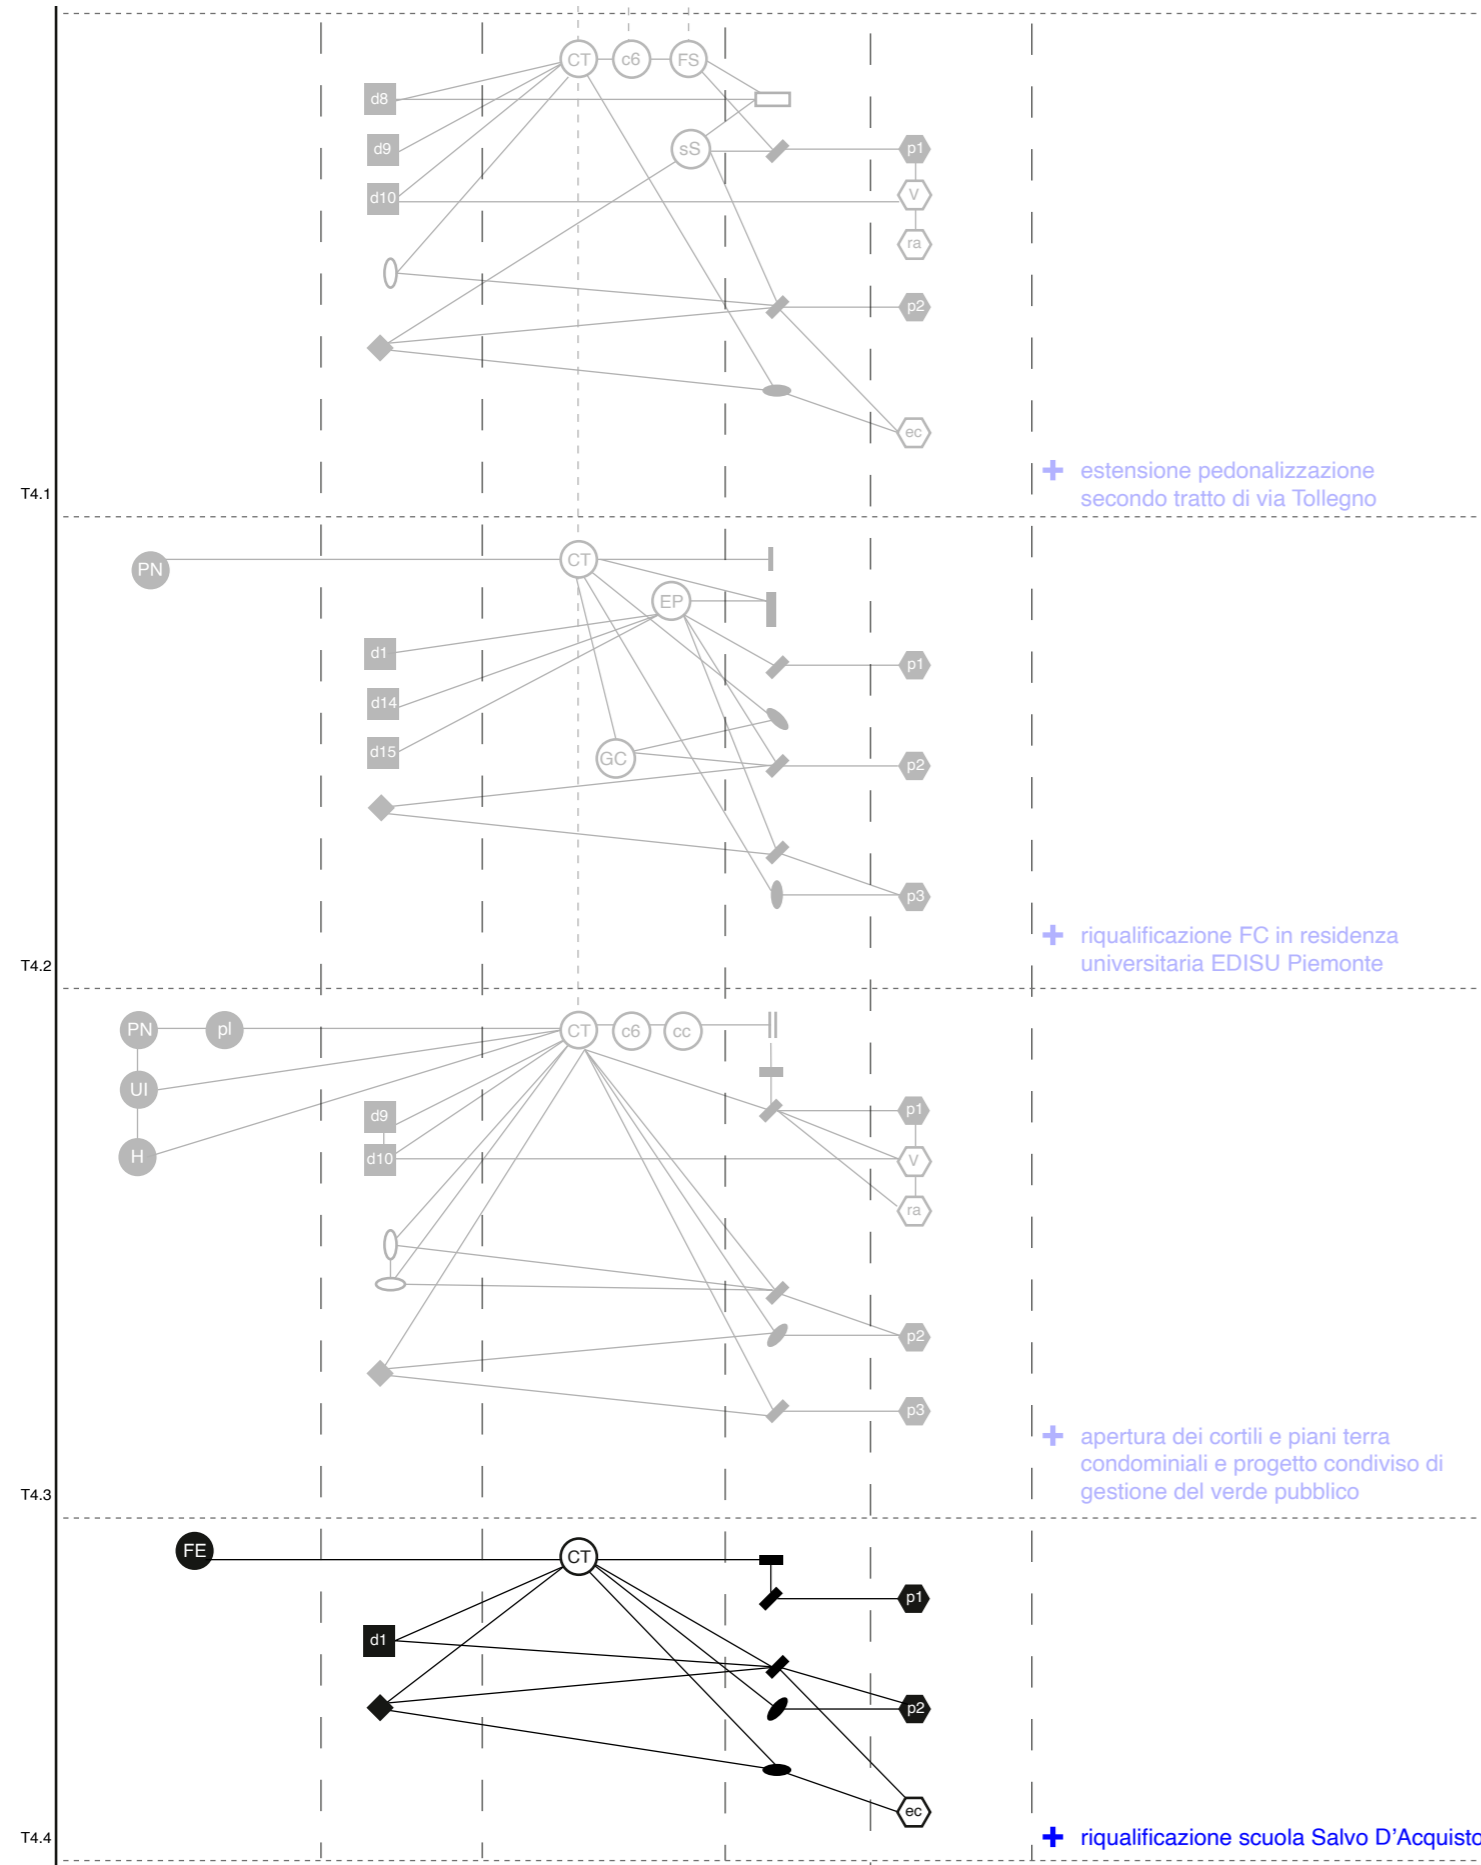 CT c6 FS
d8
d9 sS p1
d10 V
ra
p2
ec
estensione pedonalizzazione
secondo tratto di via Tollegno
T4.1
PN CT
EP
d1 p1
d14
d15 GC p2
p3
riqualificazione FC in residenza
universitaria EDISU Piemonte
T4.2
PN pl CT c6 cc
UI
d9 p1
H d10 V
ra
p2
p3
apertura dei cortili e piani terra
condominiali e progetto condiviso di
gestione del verde pubblico
T4.3
FE CT
p1
d1
p2
ec
T4.4 riqualificazione scuola Salvo D'Acquisto